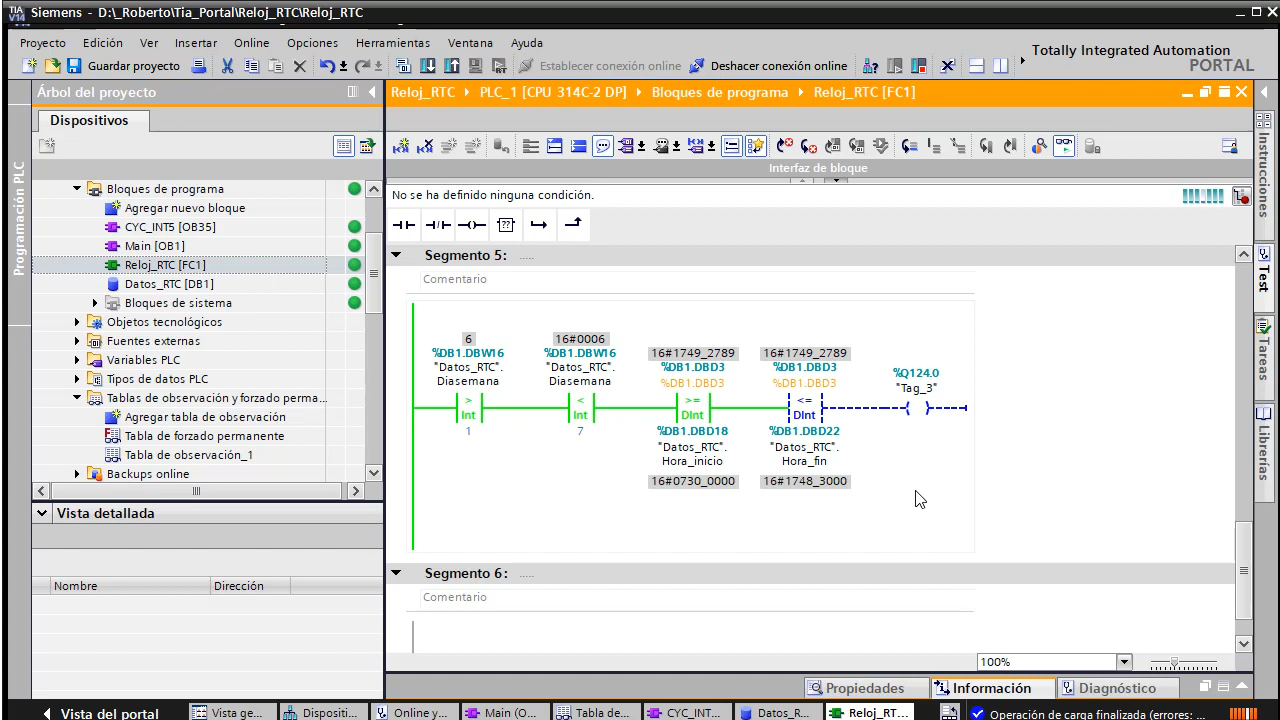 TIA V14 Siemens - D:\_Roberto\Tia_Portal\Reloj_RTC\Reloj_RTC
Proyecto Edición Ver Insertar Online Opciones Herramientas Ventana Ayuda
Totally Integrated Automation
PORTAL
Guardar proyecto Establecer conexión online Deshacer conexión online
Árbol del proyecto
Reloj_RTC PLC_1 [CPU 314C-2 DP] Bloques de programa Reloj_RTC [FC1]
Dispositivos
Programación PLC
Bloques de programa
Agregar nuevo bloque
CYC_INT5 [OB35]
Main [OB1]
Reloj_RTC [FC1]
Datos_RTC [DB1]
Bloques de sistema
Objetos tecnológicos
Fuentes externas
Variables PLC
Tipos de datos PLC
Tablas de observación y forzado perma...
Agregar tabla de observación
Tabla de forzado permanente
Tabla de observación_1
Backups online
Vista detallada
Nombre Dirección
Interfaz de bloque
No se ha definido ninguna condición.
??
Segmento 5: .....
Comentario
6 16#0006
%DB1.DBW16 %DB1.DBW16 16#1749_2789 16#1749_2789
"Datos_RTC". "Datos_RTC". %DB1.DBD3 %DB1.DBD3 %Q124.0
Diasemana Diasemana %DB1.DBD3 %DB1.DBD3 "Tag_3"
> < >= <=
Int Int DInt DInt
1 7 %DB1.DBD18 %DB1.DBD22
"Datos_RTC". "Datos_RTC".
Hora_inicio Hora_fin
16#0730_0000 16#1748_3000
Segmento 6: .....
Comentario
100%
Propiedades Información Diagnóstico
Instrucciones
Test
Tareas
Librerías
Vista del portal Vista ge... Dispositi... Online y... Main (O... Tabla de... CYC_INT... Datos_R... Reloj_RT... Operación de carga finalizada (errores: ...